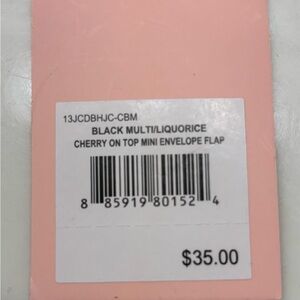 13JCDBHJC-CBM
BLACK MULTI/LIQUORICE
CHERRY ON TOP MINI ENVELOPE FLAP
8 85919 80152 4
$35.00